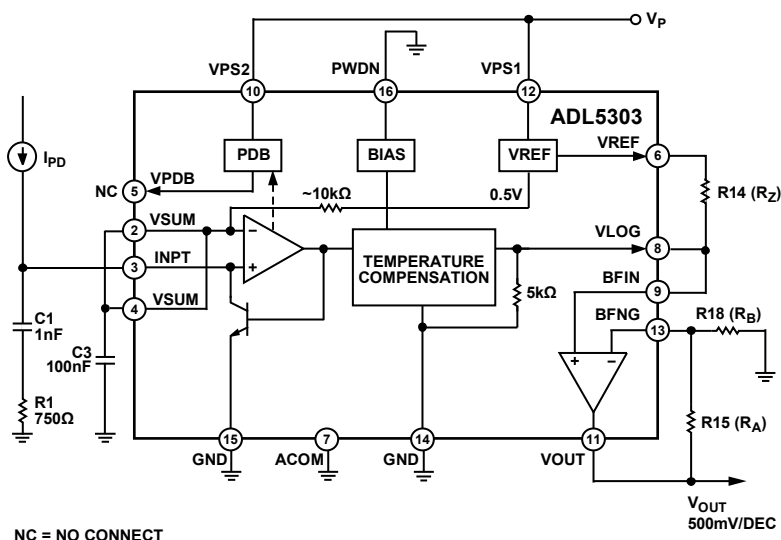 V_P
VPS2
PWDN
VPS1
10
16
12
ADL5303
I_PD
PDB
BIAS
VREF
VREF
6
VPDB
NC
5
~10kΩ
0.5V
R14 (R_Z)
VSUM
2
−
VLOG
8
INPT
3
+
TEMPERATURE
COMPENSATION
5kΩ
BFIN
9
VSUM
4
BFNG
13
R18 (R_B)
C1
1nF
C3
100nF
+
−
R1
750Ω
R15 (R_A)
15
7
14
11
GND
ACOM
GND
VOUT
V_OUT
500mV/DEC
NC = NO CONNECT